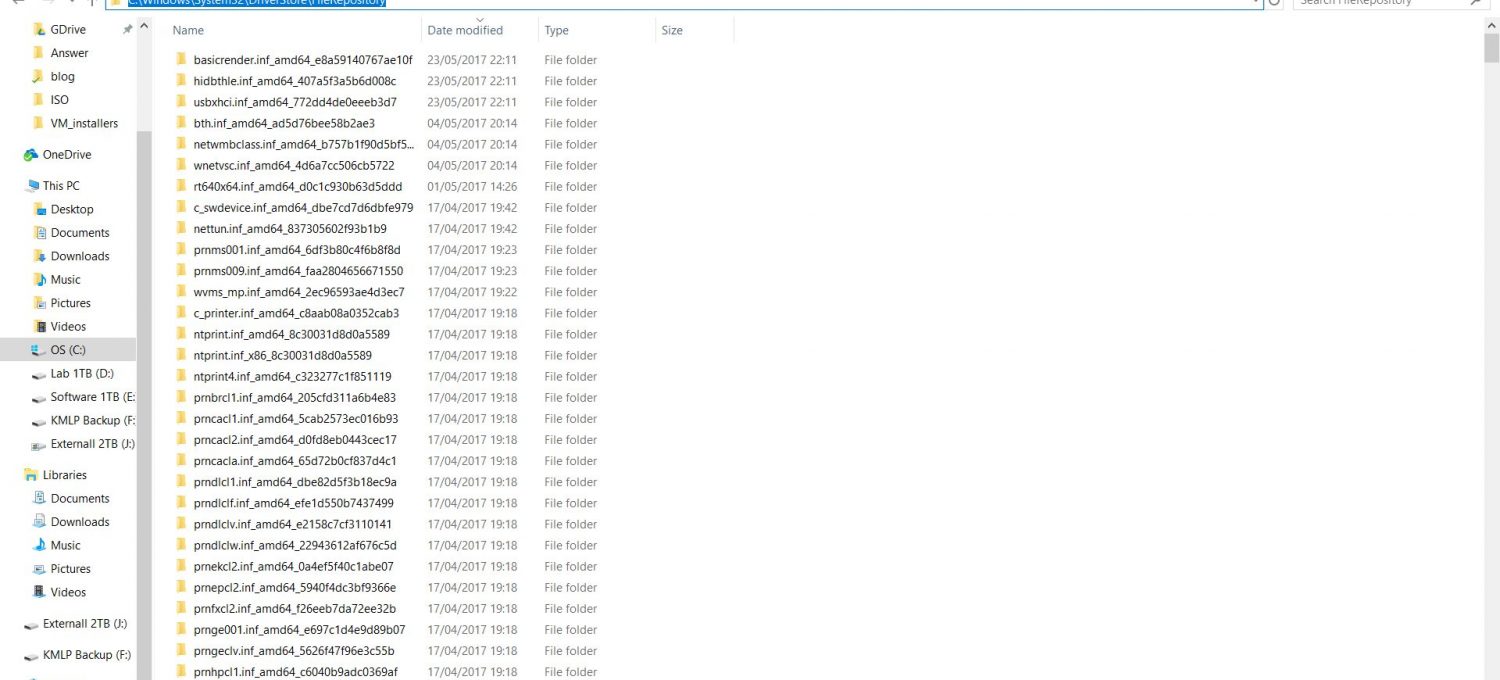 C:\Windows\System32\DriverStore\FileRepository
Search FileRepository
GDrive
Answer
blog
ISO
VM_installers
OneDrive
This PC
Desktop
Documents
Downloads
Music
Pictures
Videos
OS (C:)
Lab 1TB (D:)
Software 1TB (E:
KMLP Backup (F:
Externall 2TB (J:)
Libraries
Documents
Downloads
Music
Pictures
Videos
Externall 2TB (J:)
KMLP Backup (F:)
Name Date modified Type Size
basicrender.inf_amd64_e8a59140767ae10f 23/05/2017 22:11 File folder
hidbthle.inf_amd64_407a5f3a5b6d008c 23/05/2017 22:11 File folder
usbxhci.inf_amd64_772dd4de0eeeb3d7 23/05/2017 22:11 File folder
bth.inf_amd64_ad5d76bee58b2ae3 04/05/2017 20:14 File folder
netwmbclass.inf_amd64_b757b1f90d5bf5... 04/05/2017 20:14 File folder
wnetvsc.inf_amd64_4d6a7cc506cb5722 04/05/2017 20:14 File folder
rt640x64.inf_amd64_d0c1c930b63d5ddd 01/05/2017 14:26 File folder
c_swdevice.inf_amd64_dbe7cd7d6dbfe979 17/04/2017 19:42 File folder
nettun.inf_amd64_837305602f93b1b9 17/04/2017 19:42 File folder
prnms001.inf_amd64_6df3b80c4f6b8f8d 17/04/2017 19:23 File folder
prnms009.inf_amd64_faa2804656671550 17/04/2017 19:23 File folder
wvms_mp.inf_amd64_2ec96593ae4d3ec7 17/04/2017 19:22 File folder
c_printer.inf_amd64_c8aab08a0352cab3 17/04/2017 19:18 File folder
ntprint.inf_amd64_8c30031d8d0a5589 17/04/2017 19:18 File folder
ntprint.inf_x86_8c30031d8d0a5589 17/04/2017 19:18 File folder
ntprint4.inf_amd64_c323277c1f851119 17/04/2017 19:18 File folder
prnbrcl1.inf_amd64_205cfd311a6b4e83 17/04/2017 19:18 File folder
prncacl1.inf_amd64_5cab2573ec016b93 17/04/2017 19:18 File folder
prncacl2.inf_amd64_d0fd8eb0443cec17 17/04/2017 19:18 File folder
prncacla.inf_amd64_65d72b0cf837d4c1 17/04/2017 19:18 File folder
prndlcl1.inf_amd64_dbe82d5f3b18ec9a 17/04/2017 19:18 File folder
prndlclf.inf_amd64_efe1d550b7437499 17/04/2017 19:18 File folder
prndlclv.inf_amd64_e2158c7cf3110141 17/04/2017 19:18 File folder
prndlclw.inf_amd64_22943612af676c5d 17/04/2017 19:18 File folder
prnekcl2.inf_amd64_0a4ef5f40c1abe07 17/04/2017 19:18 File folder
prnepcl2.inf_amd64_5940f4dc3bf9366e 17/04/2017 19:18 File folder
prnfxcl2.inf_amd64_f26eeb7da72ee32b 17/04/2017 19:18 File folder
prnge001.inf_amd64_e697c1d4e9d89b07 17/04/2017 19:18 File folder
prngeclv.inf_amd64_5626f47f96e3c55b 17/04/2017 19:18 File folder
prnhpcl1.inf_amd64_c6040b9adc0369af 17/04/2017 19:18 File folder